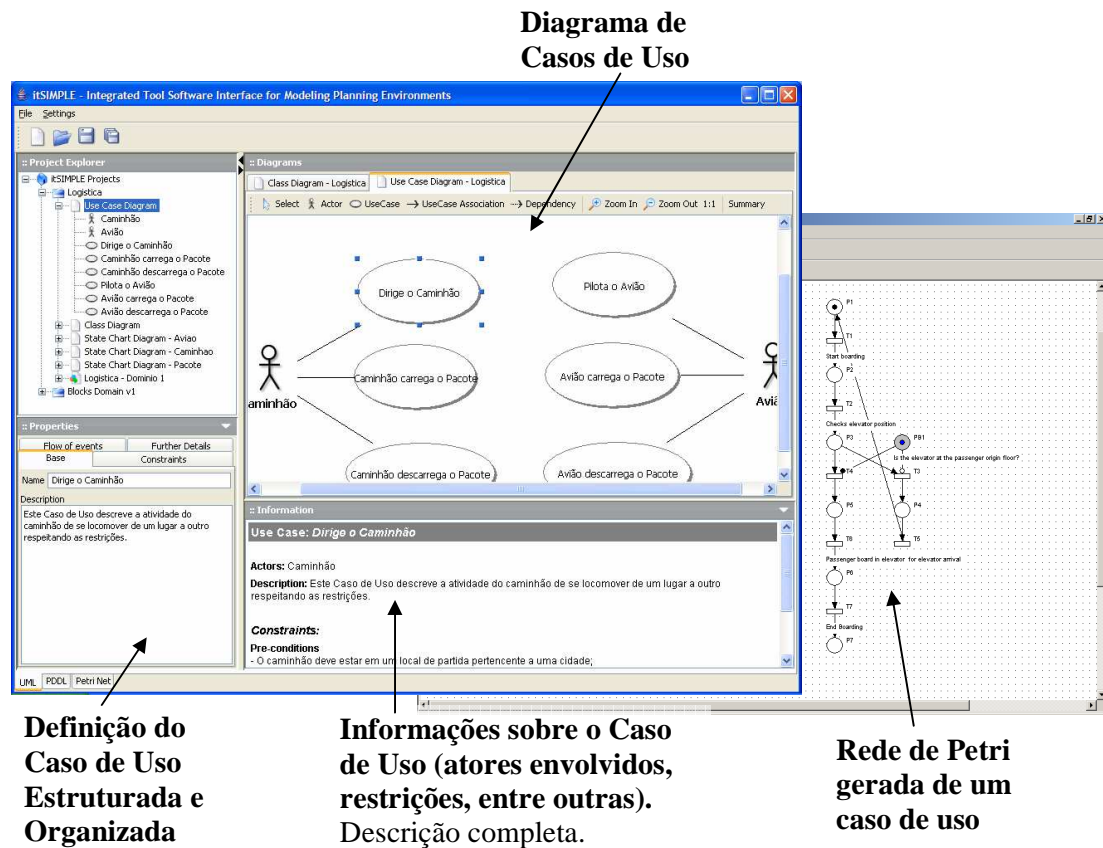 Diagrama de
Casos de Uso
itSIMPLE - Integrated Tool Software Interface for Modeling Planning Environments
File Settings
:: Project Explorer
itSIMPLE Projects
Logistica
Use Case Diagram
Caminhão
Avião
Dirige o Caminhão
Caminhão carrega o Pacote
Caminhão descarrega o Pacote
Pilota o Avião
Avião carrega o Pacote
Avião descarrega o Pacote
Class Diagram
State Chart Diagram - Aviao
State Chart Diagram - Caminhao
State Chart Diagram - Pacote
Logistica - Dominio 1
Blocks Domain v1
:: Properties
Flow of events Further Details
Base Constraints
Name Dirige o Caminhão
Description
Este Caso de Uso descreve a atividade do
caminhão de se locomover de um lugar a outro
respeitando as restrições.
UML PDDL Petri Net
:: Diagrams
Class Diagram - Logistica Use Case Diagram - Logistica
Select Actor UseCase UseCase Association Dependency Zoom In Zoom Out 1:1 Summary
Dirige o Caminhão Pilota o Avião
Caminhão carrega o Pacote Avião carrega o Pacote
aminhão Aviã
Caminhão descarrega o Pacote Avião descarrega o Pacote
:: Information
Use Case: Dirige o Caminhão
Actors: Caminhão
Description: Este Caso de Uso descreve a atividade do caminhão de se locomover de um lugar a outro
respeitando as restrições.
Constraints:
Pre-conditions
- O caminhão deve estar em um local de partida pertencente a uma cidade;
P1
T1
Start boarding
P2
T2
Checks elevator position
P3 PB1
Is the elevator at the passenger origin floor?
T4 T3
P5 P4
T6 T5
Passenger board in elevator for elevator arrival
P6
T7
End Boarding
P7
Definição do
Caso de Uso
Estruturada e
Organizada
Informações sobre o Caso
de Uso (atores envolvidos,
restrições, entre outras).
Descrição completa.
Rede de Petri
gerada de um
caso de uso